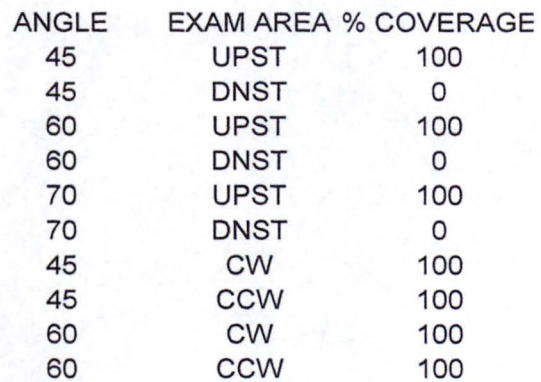 ANGLE EXAM AREA % COVERAGE
45 UPST 100
45 DNST 0
60 UPST 100
60 DNST 0
70 UPST 100
70 DNST 0
45 CW 100
45 CCW 100
60 CW 100
60 CCW 100